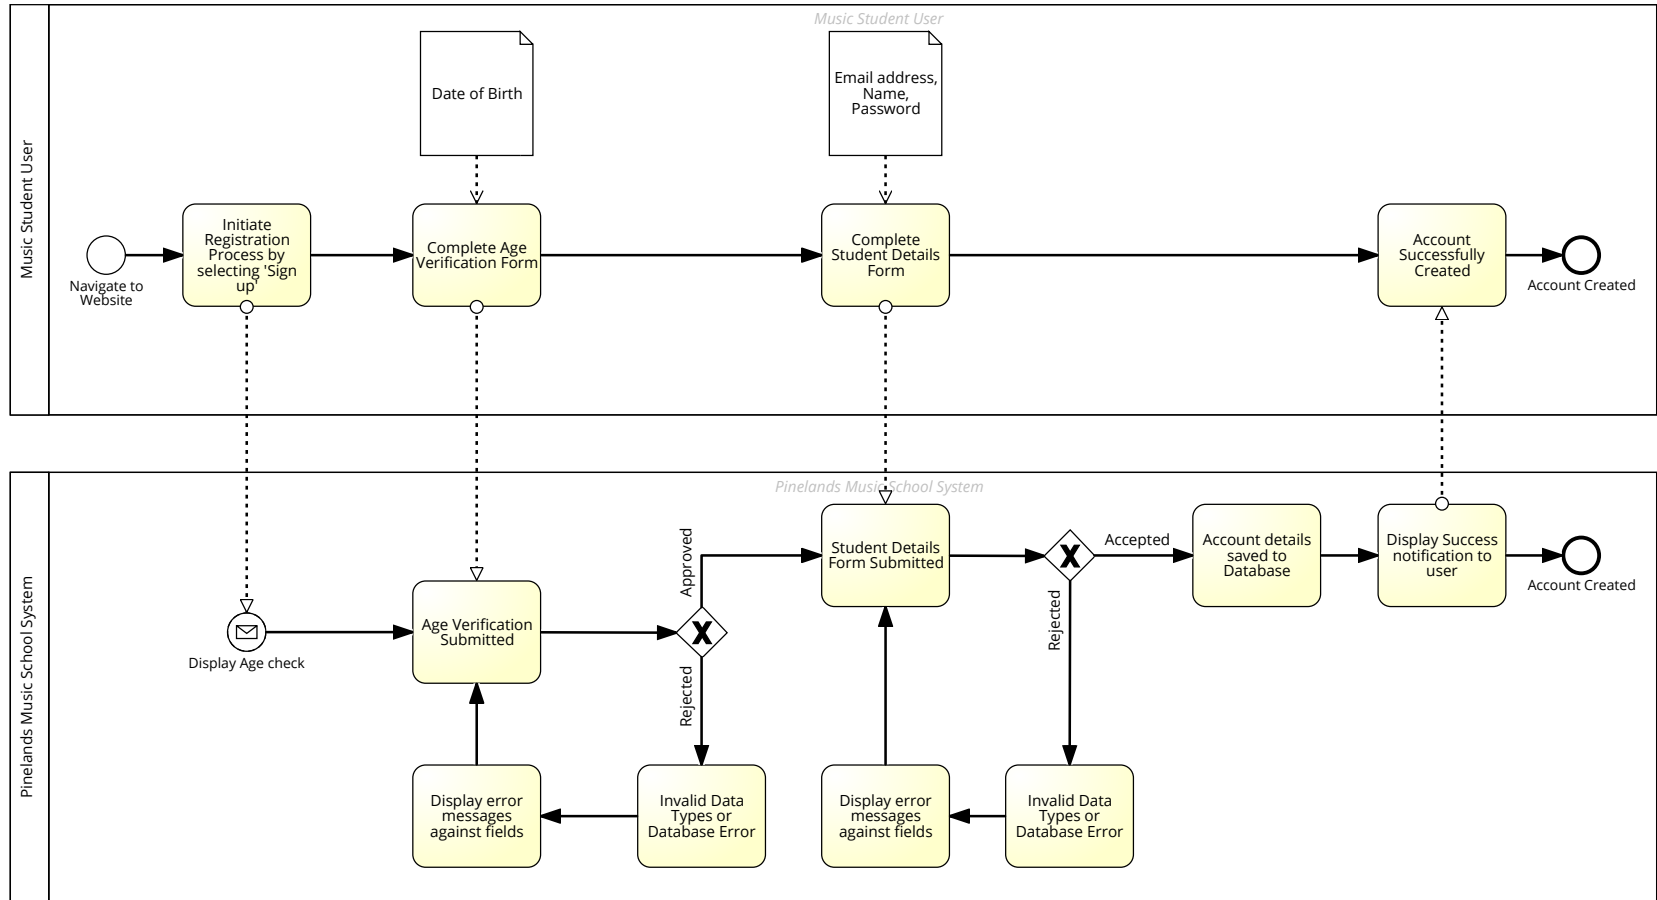 Music Student User
Music Student User
Date of Birth
Email address,
Name,
Password
Navigate to
Website
Initiate
Registration
Process by
selecting 'Sign
up'
Complete Age
Verification Form
Complete
Student Details
Form
Account
Successfully
Created
Account Created
Pinelands Music School System
Pinelands Music School System
Display Age check
Age Verification
Submitted
Approved
Rejected
Student Details
Form Submitted
Accepted
Rejected
Account details
saved to
Database
Display Success
notification to
user
Account Created
Display error
messages
against fields
Invalid Data
Types or
Database Error
Display error
messages
against fields
Invalid Data
Types or
Database Error